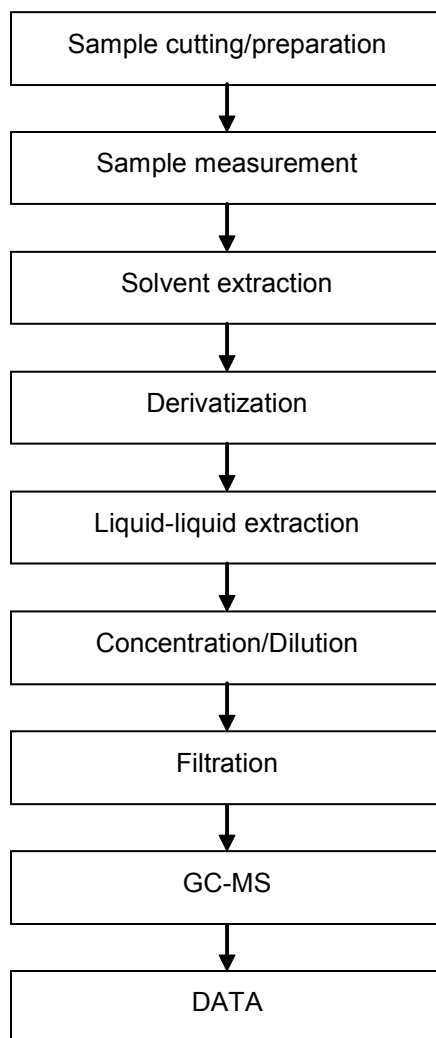 Sample cutting/preparation
Sample measurement
Solvent extraction
Derivatization
Liquid-liquid extraction
Concentration/Dilution
Filtration
GC-MS
DATA